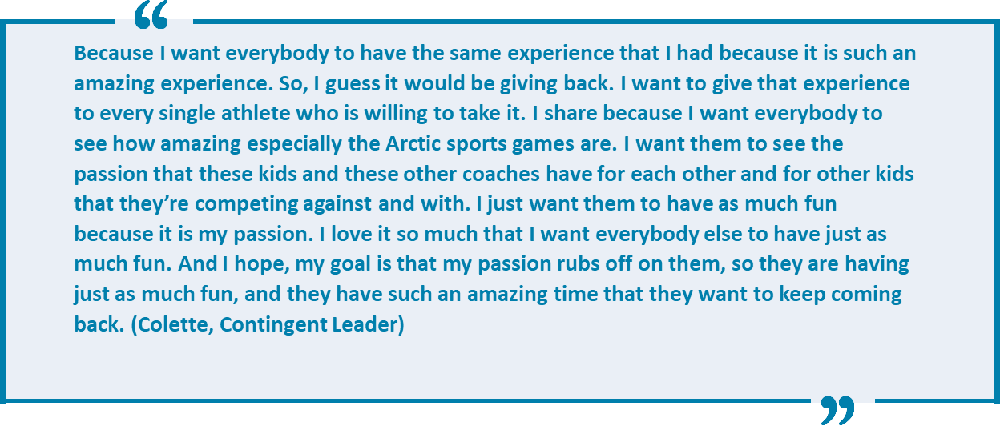 “
Because I want everybody to have the same experience that I had because it is such an
amazing experience. So, I guess it would be giving back. I want to give that experience
to every single athlete who is willing to take it. I share because I want everybody to
see how amazing especially the Arctic sports games are. I want them to see the
passion that these kids and these other coaches have for each other and for other kids
that they’re competing against and with. I just want them to have as much fun
because it is my passion. I love it so much that I want everybody else to have just as
much fun. And I hope, my goal is that my passion rubs off on them, so they are having
just as much fun, and they have such an amazing time that they want to keep coming
back. (Colette, Contingent Leader)
”